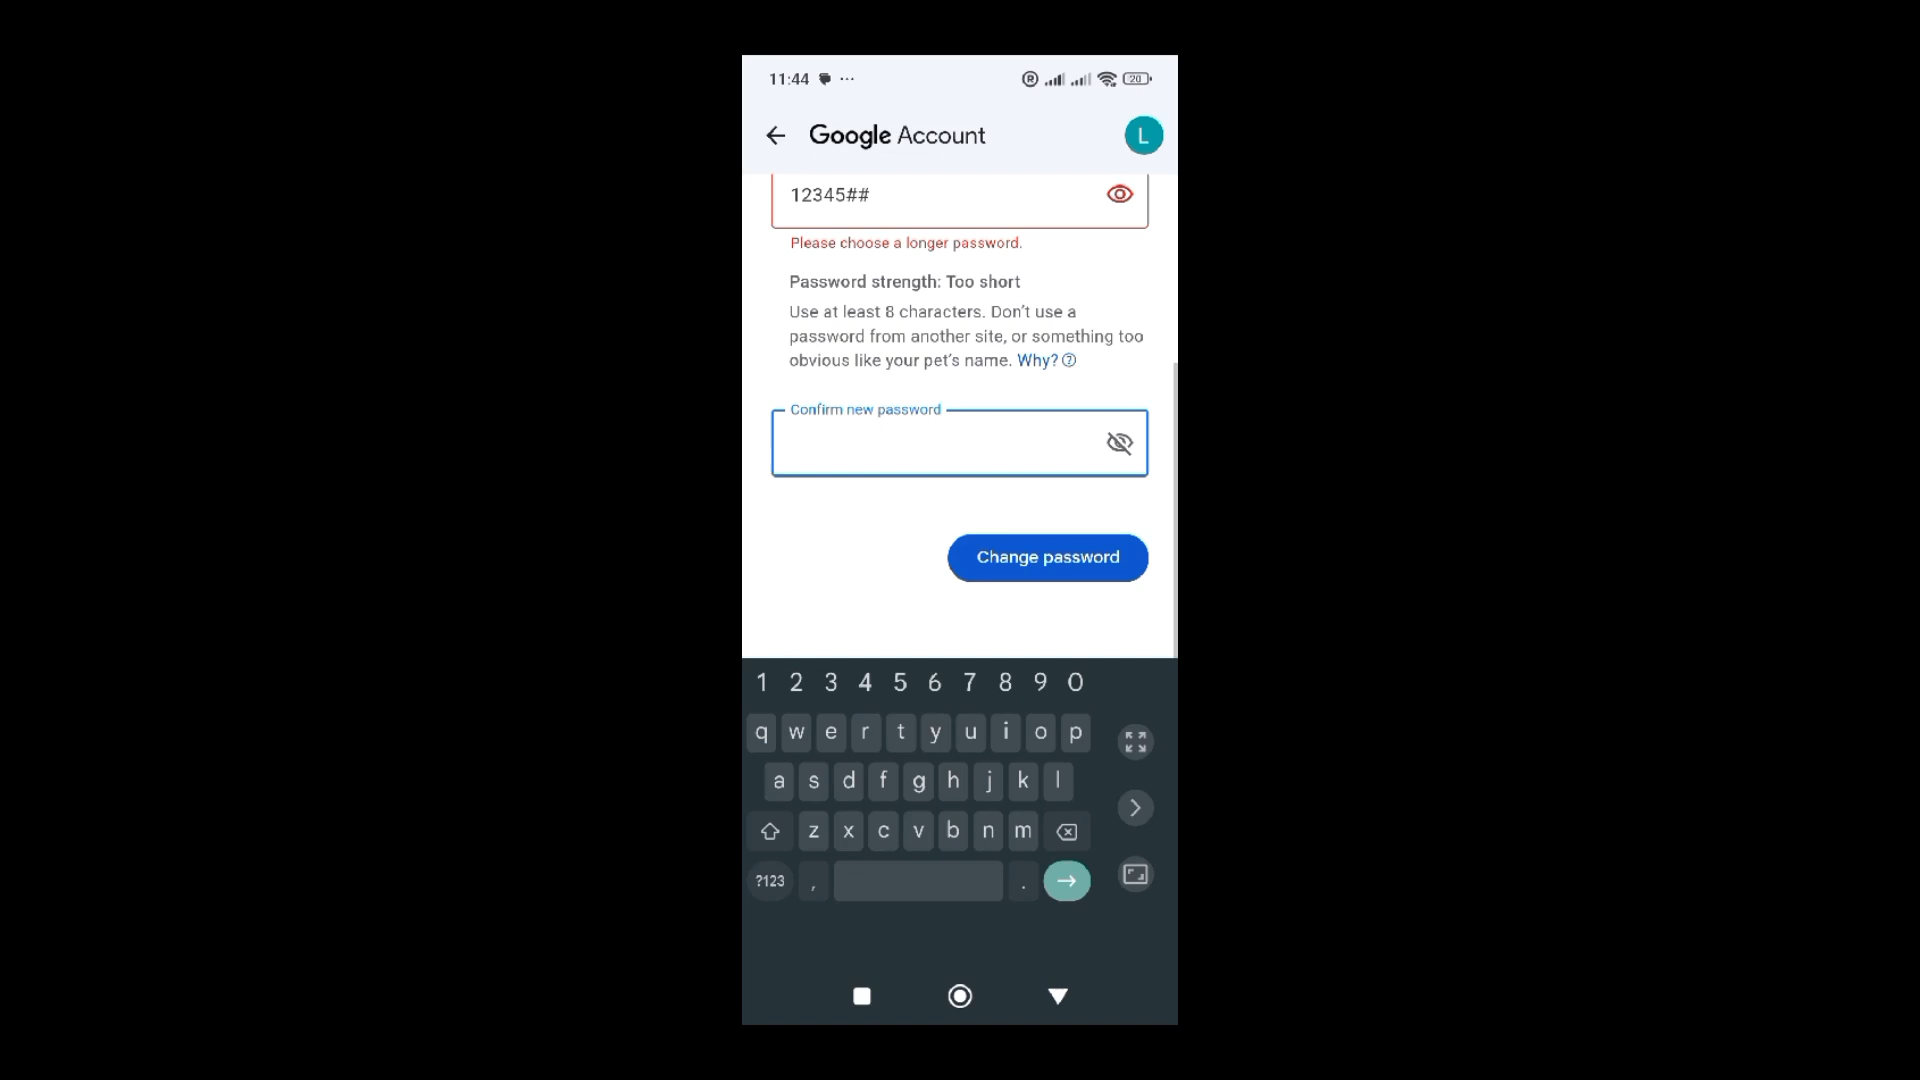 11:44 ...
® 20
Google Account
L
12345##
Please choose a longer password.
Password strength: Too short
Use at least 8 characters. Don't use a
password from another site, or something too
obvious like your pet's name. Why?
Confirm new password
Change password
1 2 3 4 5 6 7 8 9 0
q w e r t y u i o p
a s d f g h j k l
z x c v b n m
?123 , .